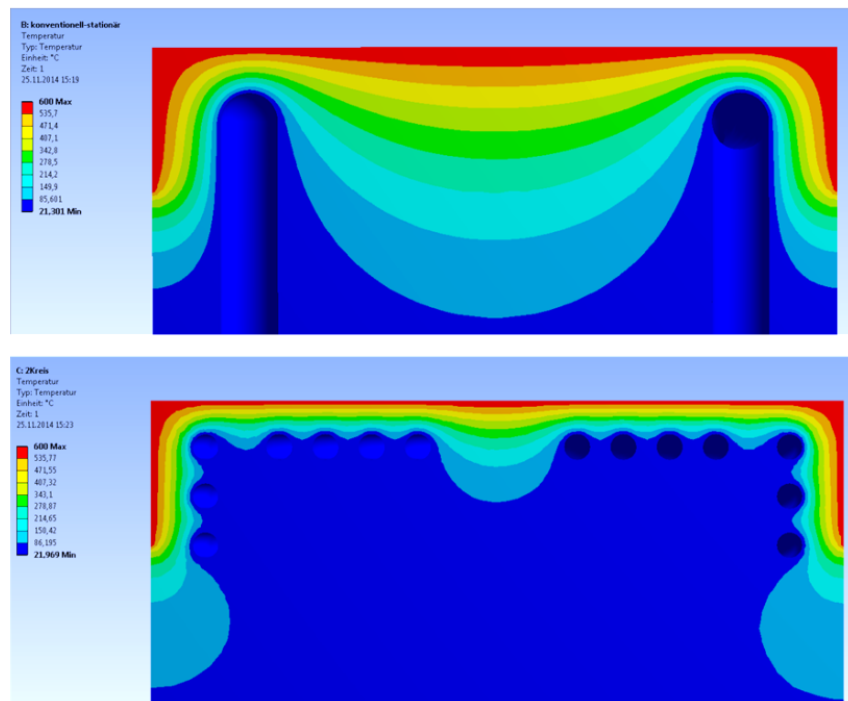 B: konventionell-stationär
Temperatur
Typ: Temperatur
Einheit: °C
Zeit: 1
25.11.2014 15:19
600 Max
535,7
471,4
407,1
342,8
278,5
214,2
149,9
85,601
21,301 Min
C: 2Kreis
Temperatur
Typ: Temperatur
Einheit: °C
Zeit: 1
25.11.2014 15:23
600 Max
535,77
471,55
407,32
343,1
278,87
214,65
150,42
86,195
21,969 Min